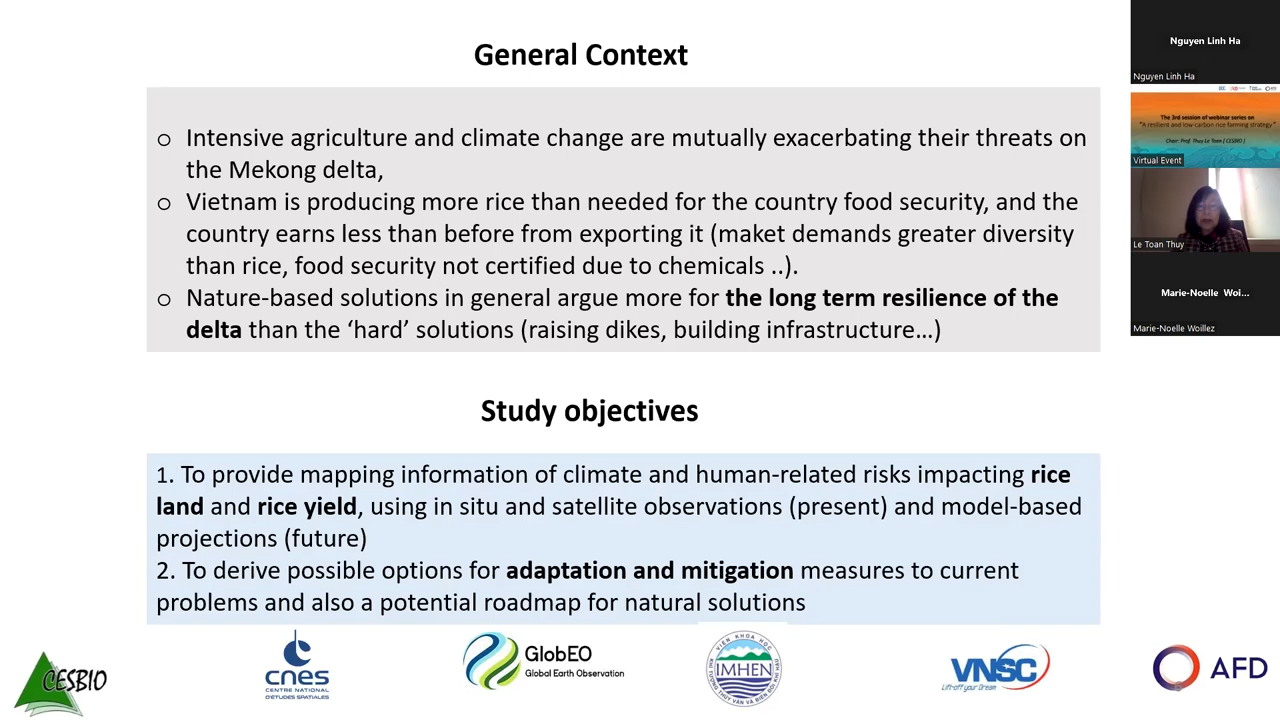 General Context
○ Intensive agriculture and climate change are mutually exacerbating their threats on
the Mekong delta,
○ Vietnam is producing more rice than needed for the country food security, and the
country earns less than before from exporting it (maket demands greater diversity
than rice, food security not certified due to chemicals ..).
○ Nature-based solutions in general argue more for the long term resilience of the
delta than the ‘hard’ solutions (raising dikes, building infrastructure…)
Study objectives
1. To provide mapping information of climate and human-related risks impacting rice
land and rice yield, using in situ and satellite observations (present) and model-based
projections (future)
2. To derive possible options for adaptation and mitigation measures to current
problems and also a potential roadmap for natural solutions
CESBIO
cnes
CENTRE NATIONAL
D'ÉTUDES SPATIALES
GlobEO
Global Earth Observation
VIỆN KHOA HỌC
IMHEN
VNSC
Lift-off your Dream
AFD
Nguyen Linh Ha
Nguyen Linh Ha
The 3rd session of webinar series on
"A resilient and low-carbon rice farming strategy"
Chair: Prof. Thuy Le Toan ( CESBIO )
Virtual Event
Le Toan Thuy
Marie-Noelle Woi...
Marie-Noelle Woillez